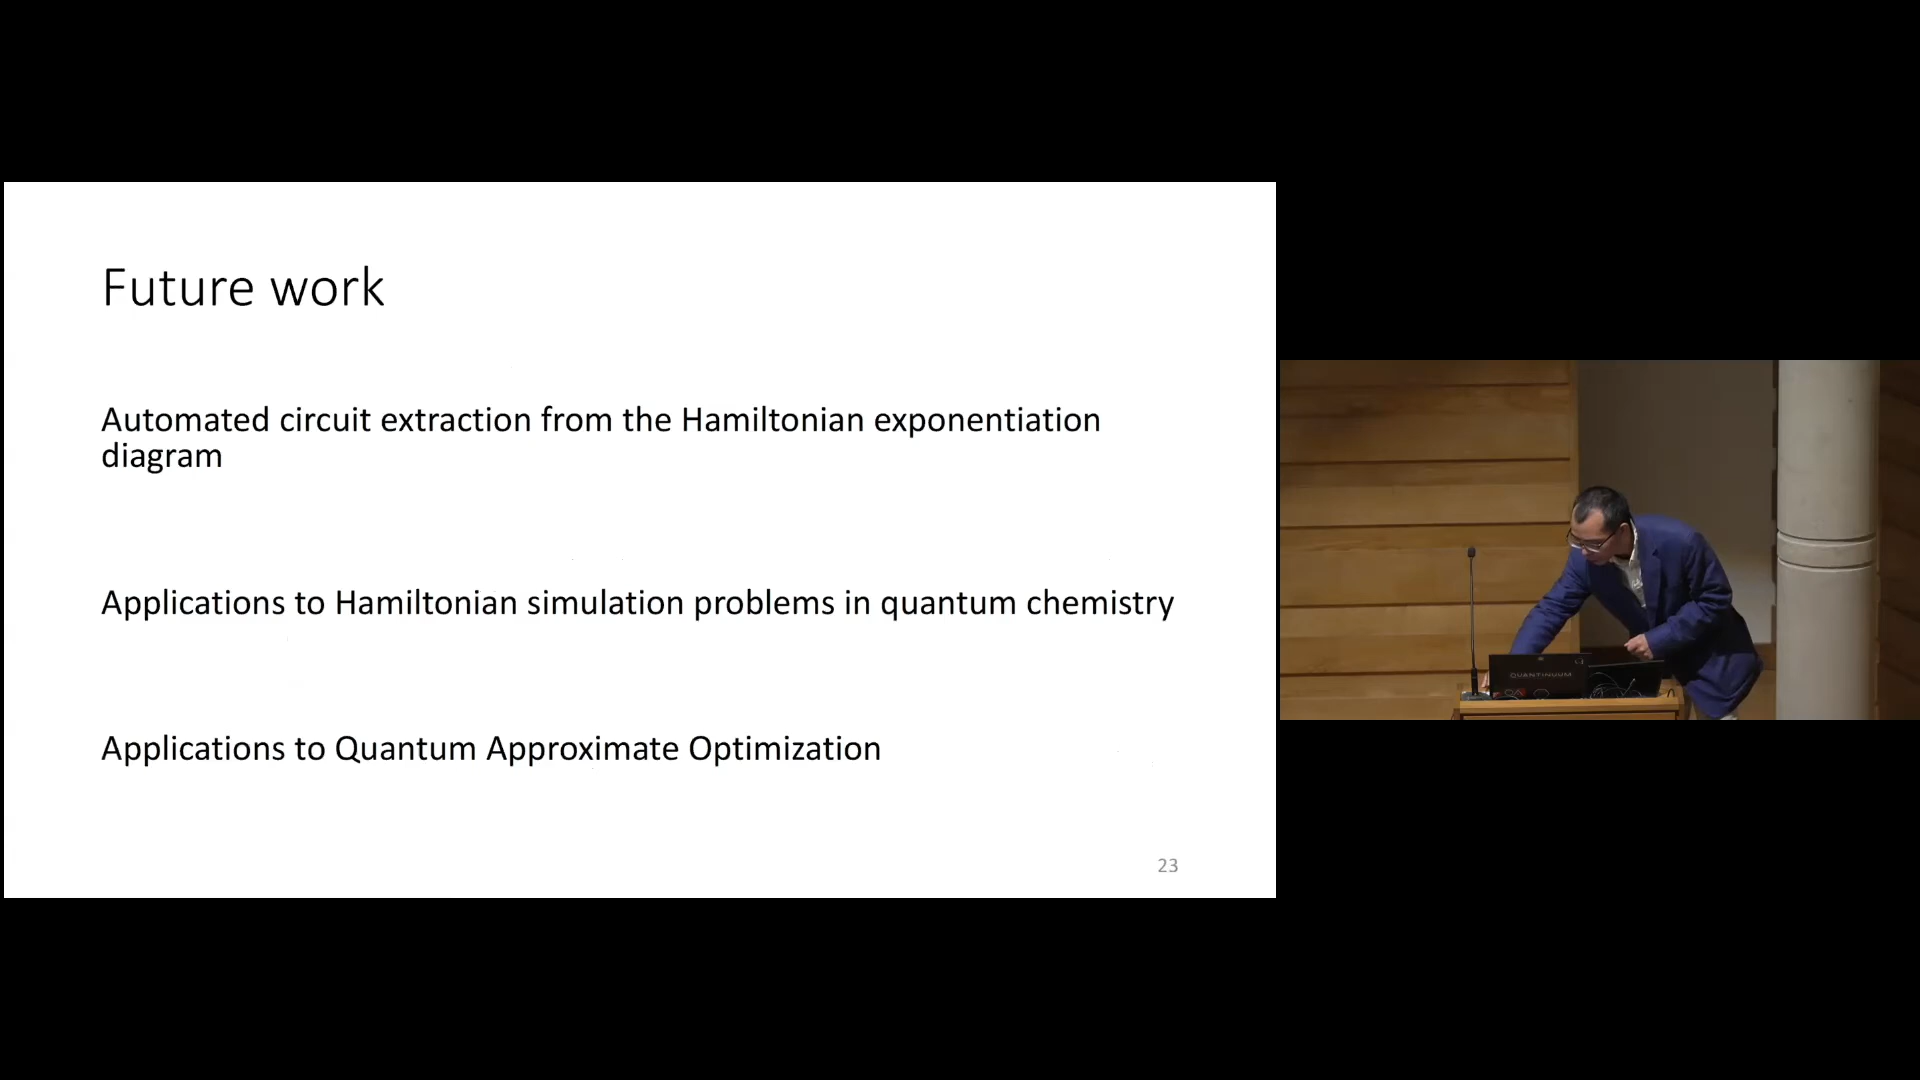 Future work
Automated circuit extraction from the Hamiltonian exponentiation
diagram
Applications to Hamiltonian simulation problems in quantum chemistry
Applications to Quantum Approximate Optimization
23
QUANTINUUM